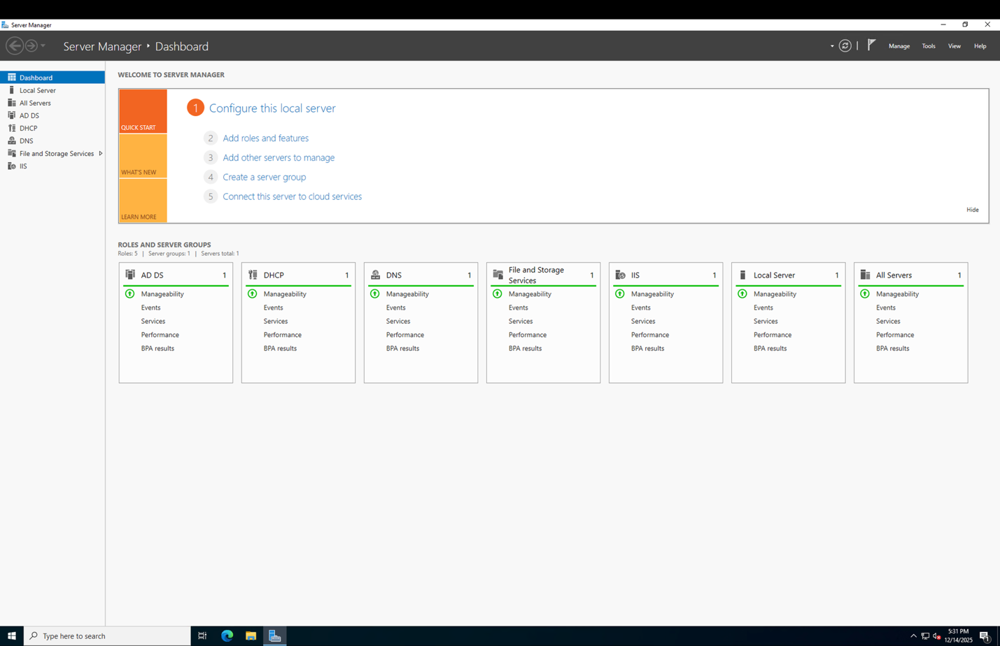 Server Manager
Server Manager • Dashboard
Manage Tools View Help
Dashboard
Local Server
All Servers
AD DS
DHCP
DNS
File and Storage Services
IIS
WELCOME TO SERVER MANAGER
QUICK START
WHAT'S NEW
LEARN MORE
1 Configure this local server
2 Add roles and features
3 Add other servers to manage
4 Create a server group
5 Connect this server to cloud services
Hide
ROLES AND SERVER GROUPS
Roles: 5 | Server groups: 1 | Servers total: 1
AD DS 1
Manageability
Events
Services
Performance
BPA results
DHCP 1
Manageability
Events
Services
Performance
BPA results
DNS 1
Manageability
Events
Services
Performance
BPA results
File and Storage
Services 1
Manageability
Events
Services
Performance
BPA results
IIS 1
Manageability
Events
Services
Performance
BPA results
Local Server 1
Manageability
Events
Services
Performance
BPA results
All Servers 1
Manageability
Events
Services
Performance
BPA results
Type here to search
5:31 PM
12/14/2025
1